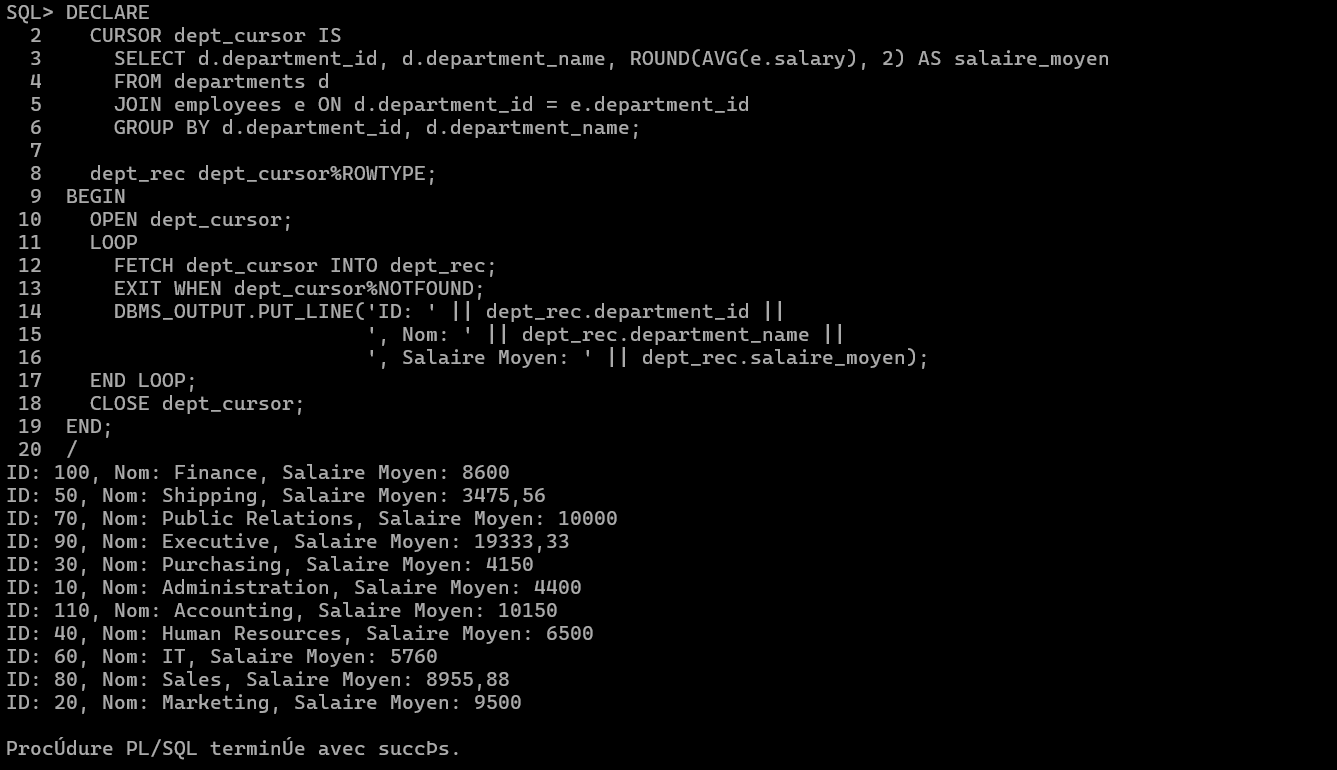 SQL> DECLARE
  2    CURSOR dept_cursor IS
  3      SELECT d.department_id, d.department_name, ROUND(AVG(e.salary), 2) AS salaire_moyen
  4      FROM departments d
  5      JOIN employees e ON d.department_id = e.department_id
  6      GROUP BY d.department_id, d.department_name;
  7
  8    dept_rec dept_cursor%ROWTYPE;
  9  BEGIN
 10    OPEN dept_cursor;
 11    LOOP
 12      FETCH dept_cursor INTO dept_rec;
 13      EXIT WHEN dept_cursor%NOTFOUND;
 14      DBMS_OUTPUT.PUT_LINE('ID: ' || dept_rec.department_id ||
 15                           ', Nom: ' || dept_rec.department_name ||
 16                           ', Salaire Moyen: ' || dept_rec.salaire_moyen);
 17    END LOOP;
 18    CLOSE dept_cursor;
 19  END;
 20  /
ID: 100, Nom: Finance, Salaire Moyen: 8600
ID: 50, Nom: Shipping, Salaire Moyen: 3475,56
ID: 70, Nom: Public Relations, Salaire Moyen: 10000
ID: 90, Nom: Executive, Salaire Moyen: 19333,33
ID: 30, Nom: Purchasing, Salaire Moyen: 4150
ID: 10, Nom: Administration, Salaire Moyen: 4400
ID: 110, Nom: Accounting, Salaire Moyen: 10150
ID: 40, Nom: Human Resources, Salaire Moyen: 6500
ID: 60, Nom: IT, Salaire Moyen: 5760
ID: 80, Nom: Sales, Salaire Moyen: 8955,88
ID: 20, Nom: Marketing, Salaire Moyen: 9500

ProcÚdure PL/SQL terminÚe avec succÞs.